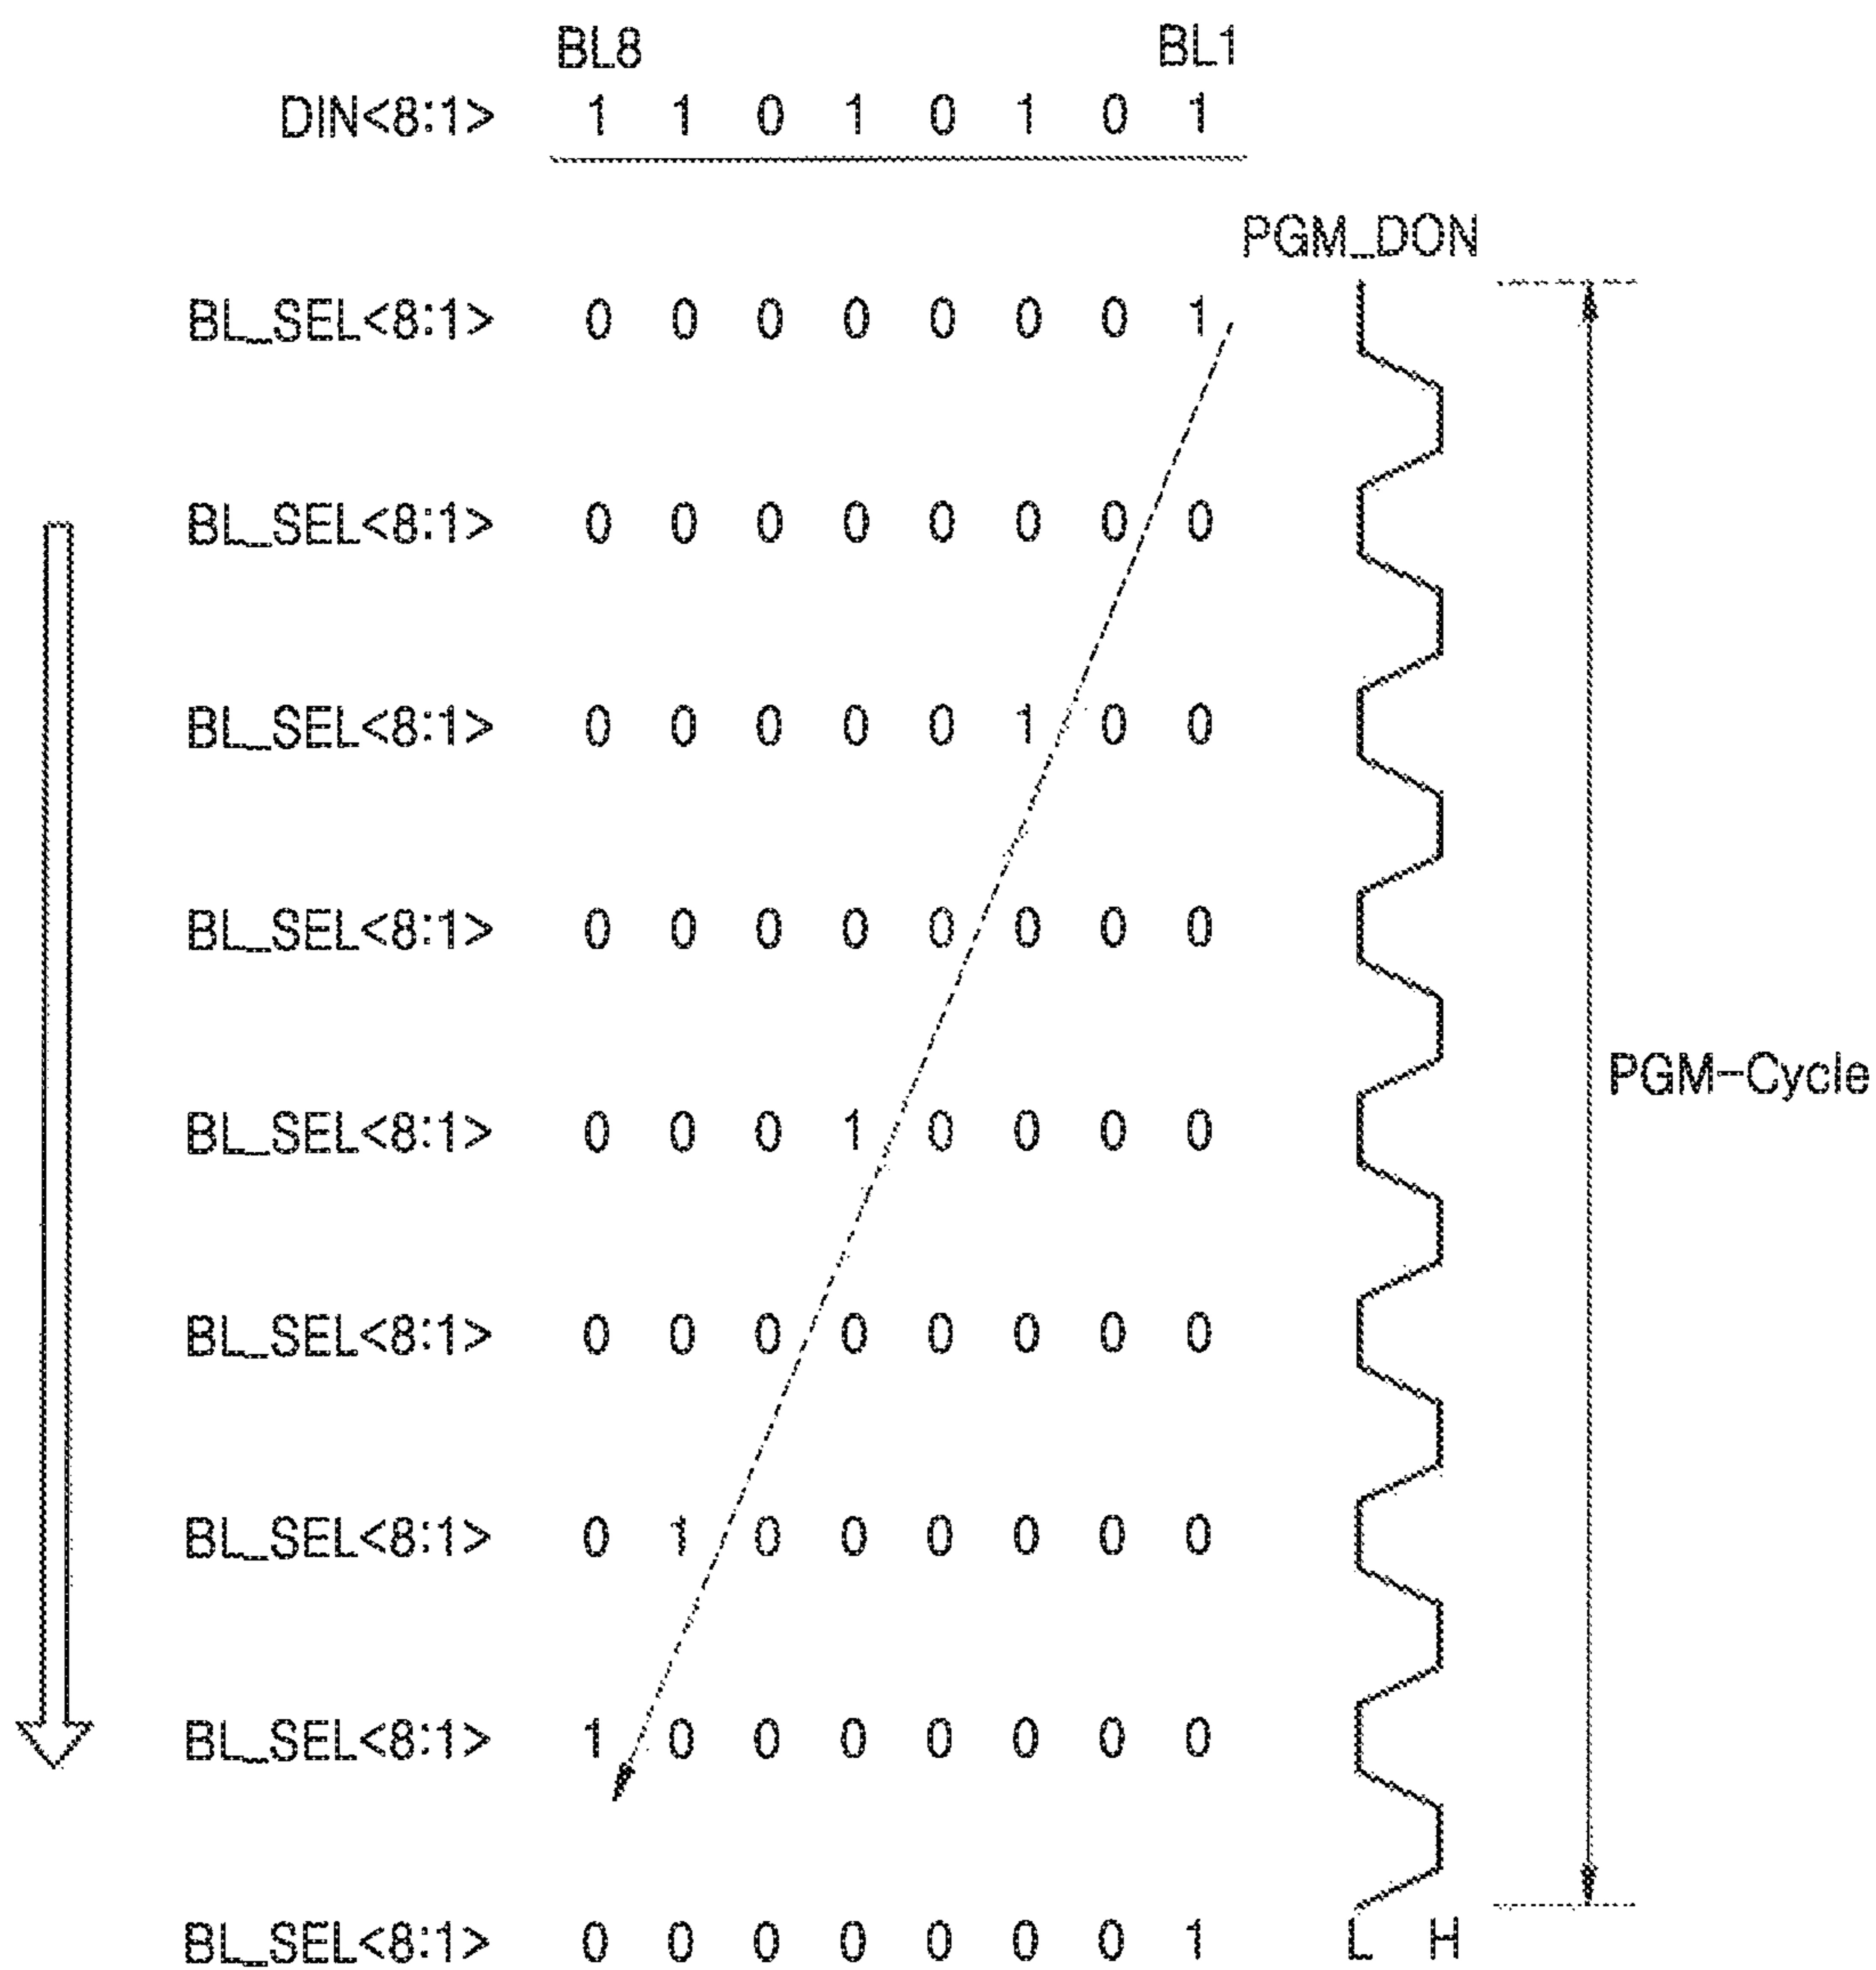 BL8 BL1
DIN<8:1> 1 1 0 1 0 1 0 1
PGM_DON
BL_SEL<8:1> 0 0 0 0 0 0 0 1
BL_SEL<8:1> 0 0 0 0 0 0 0 0
BL_SEL<8:1> 0 0 0 0 0 1 0 0
BL_SEL<8:1> 0 0 0 0 0 0 0 0
PGM-Cycle
BL_SEL<8:1> 0 0 0 1 0 0 0 0
BL_SEL<8:1> 0 0 0 0 0 0 0 0
BL_SEL<8:1> 0 1 0 0 0 0 0 0
BL_SEL<8:1> 1 0 0 0 0 0 0 0
BL_SEL<8:1> 0 0 0 0 0 0 0 1 L H